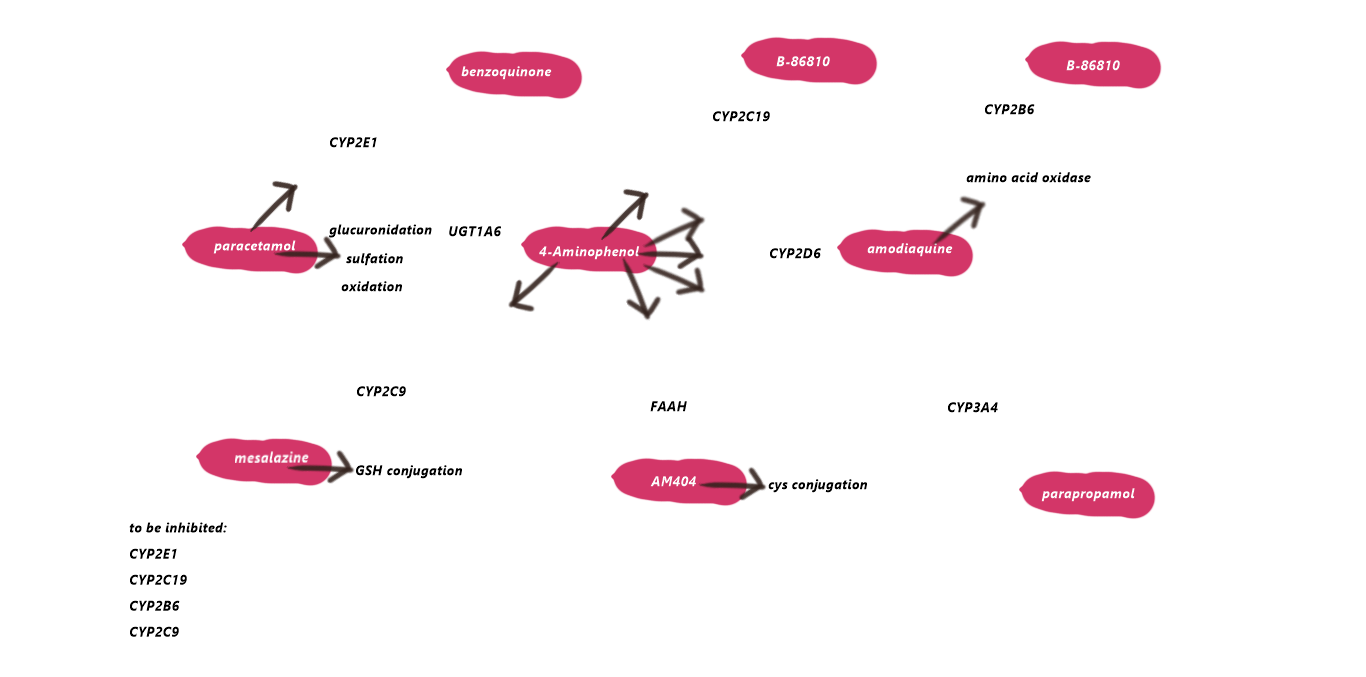 benzoquinone
B-86810
B-86810
CYP2C19
CYP2B6
CYP2E1
amino acid oxidase
paracetamol
glucuronidation
sulfation
oxidation
UGT1A6
4-Aminophenol
CYP2D6
amodiaquine
CYP2C9
FAAH
CYP3A4
mesalazine
GSH conjugation
AM404
cys conjugation
parapropamol
to be inhibited:
CYP2E1
CYP2C19
CYP2B6
CYP2C9